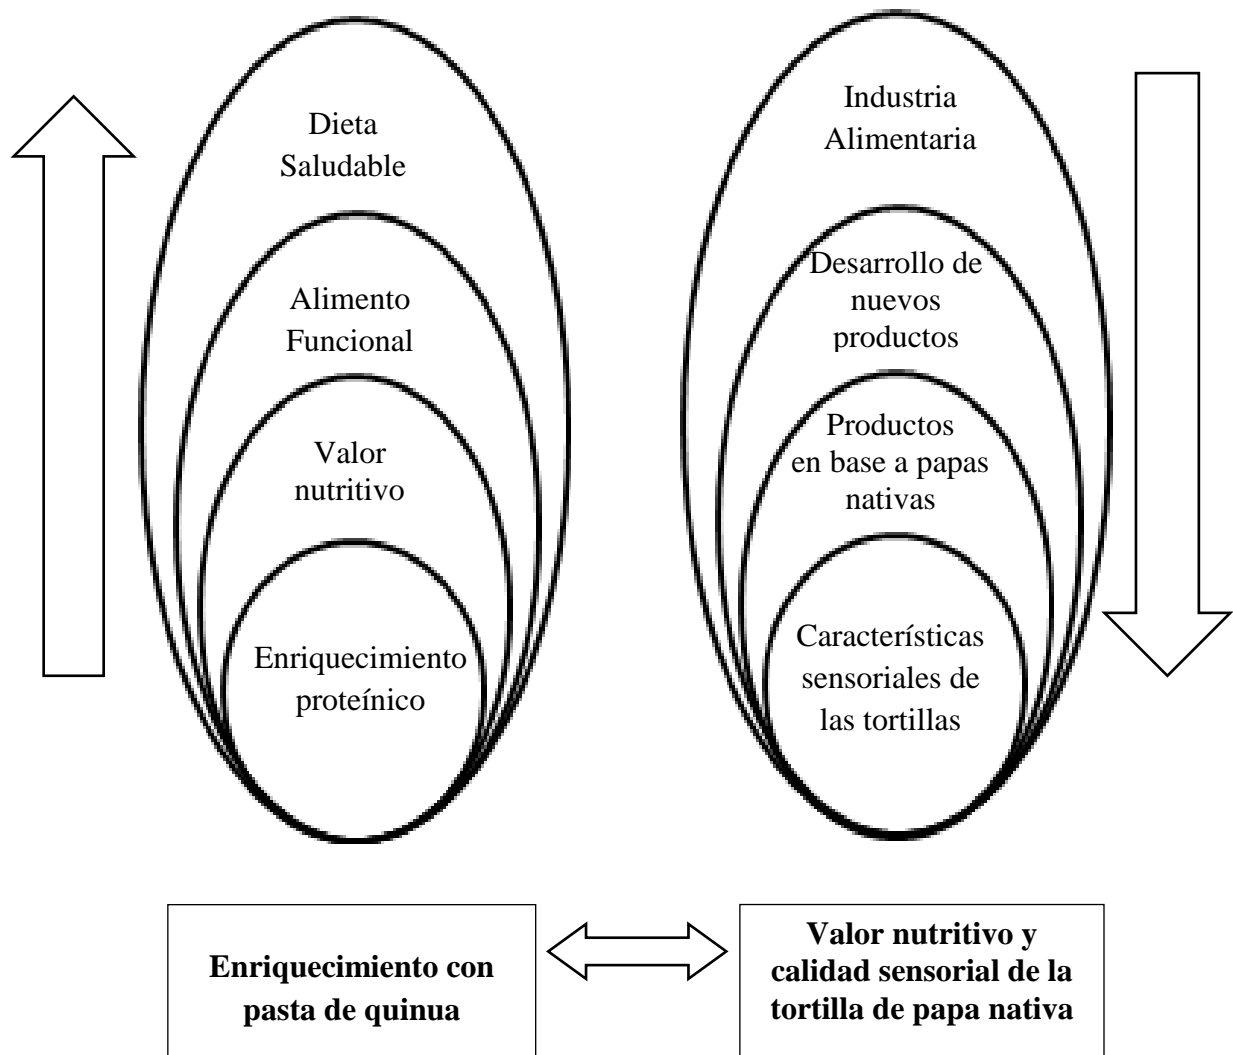 Dieta
Saludable
Alimento
Funcional
Valor
nutritivo
Enriquecimiento
proteínico
Industria
Alimentaria
Desarrollo de
nuevos
productos
Productos
en base a papas
nativas
Características
sensoriales de
las tortillas
Enriquecimiento con
pasta de quinua
Valor nutritivo y
calidad sensorial de la
tortilla de papa nativa